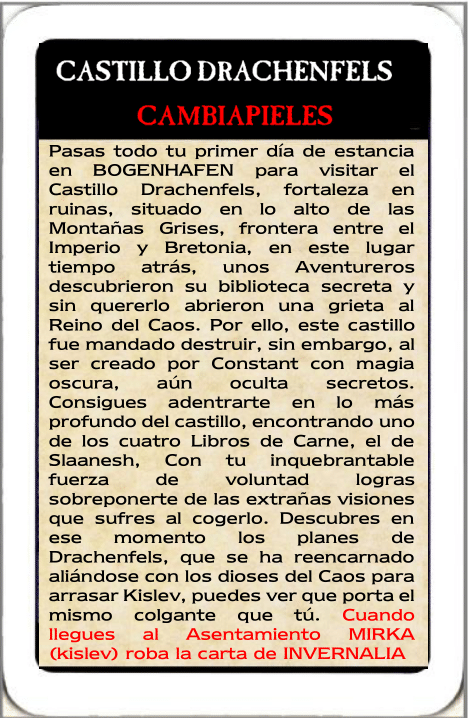 CASTILLO DRACHENFELS
CAMBIAPIELES
Pasas todo tu primer día de estancia
en BOGENHAFEN para visitar el
Castillo Drachenfels, fortaleza en
ruinas, situado en lo alto de las
Montañas Grises, frontera entre el
Imperio y Bretonia, en este lugar
tiempo atrás, unos Aventureros
descubrieron su biblioteca secreta y
sin quererlo abrieron una grieta al
Reino del Caos. Por ello, este castillo
fue mandado destruir, sin embargo, al
ser creado por Constant con magia
oscura, aún oculta secretos.
Consigues adentrarte en lo más
profundo del castillo, encontrando uno
de los cuatro Libros de Carne, el de
Slaanesh, Con tu inquebrantable
fuerza de voluntad logras
sobreponerte de las extrañas visiones
que sufres al cogerlo. Descubres en
ese momento los planes de
Drachenfels, que se ha reencarnado
aliándose con los dioses del Caos para
arrasar Kislev, puedes ver que porta el
mismo colgante que tú. Cuando
llegues al Asentamiento MIRKA
(kislev) roba la carta de INVERNALIA